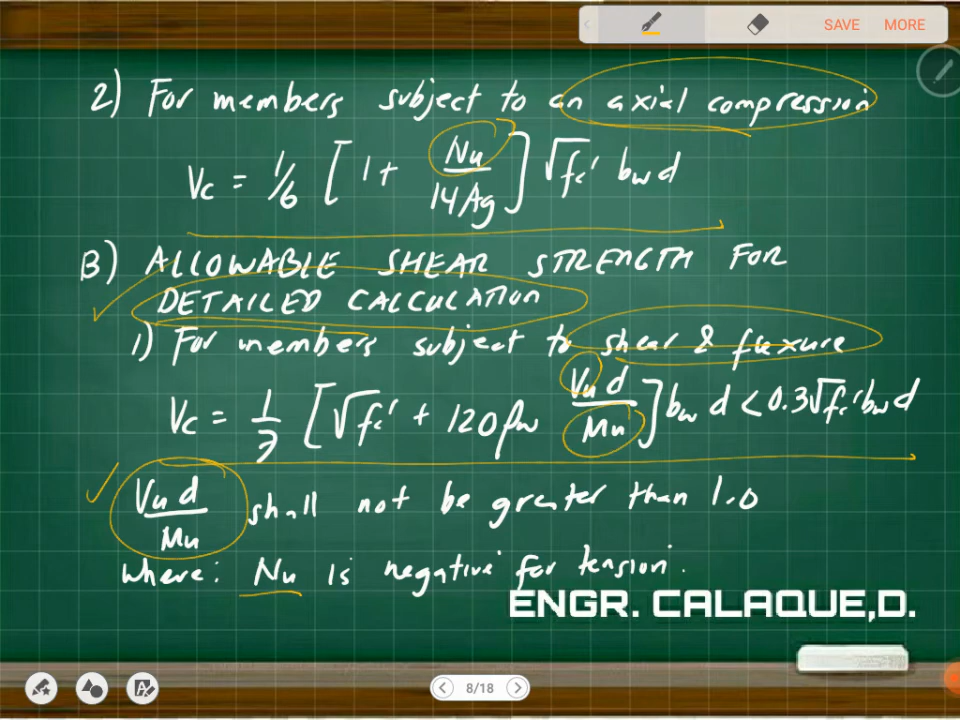 SAVE MORE
2) For members subject to an axial compression
Vc = 1/6 [1 + Nu/14Ag] √fc' bw d
B) ALLOWABLE SHEAR STRENGTH FOR
DETAILED CALCULATION
1) For members subject to shear & flexure
Vc = 1/7 [√fc' + 120ρw Vu d/Mu] bw d < 0.3√fc' bw d
Vu d/Mu shall not be greater than 1.0
where: Nu is negative for tension.
ENGR. CALAQUE,D.
8/18